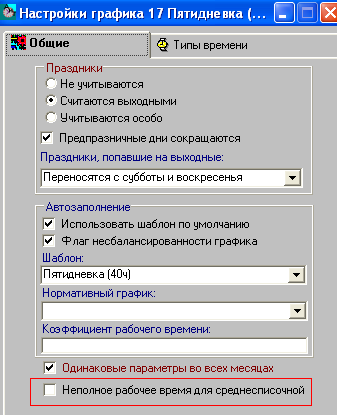 Настройки графика 17 Пятидневка (...
Общие
Типы времени
Праздники
Не учитываются
Считаются выходными
Учитываются особо
Предпразничные дни сокращаются
Праздники, попавшие на выходные:
Переносятся с субботы и воскресенья
Автозаполнение
Использовать шаблон по умолчанию
Флаг несбалансированности графика
Шаблон:
Пятидневка (40ч)
Нормативный график:
Коэффициент рабочего времени:
Одинаковые параметры во всех месяцах
Неполное рабочее время для среднесписочной